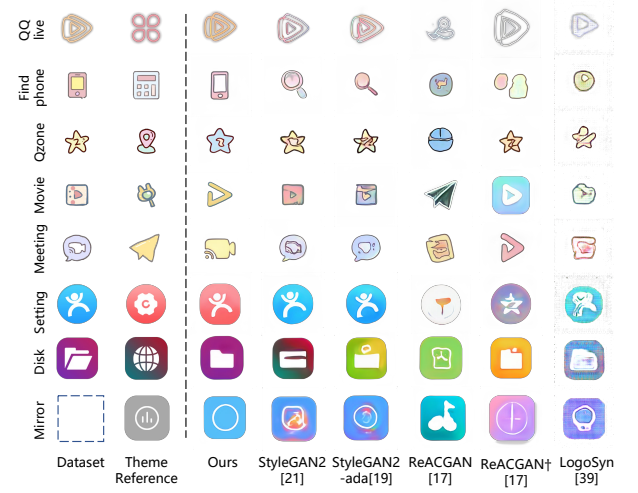 QQ
live
Find
phone
Qzone
Movie
Meeting
Setting
Disk
Mirror
Dataset
Theme
Reference
Ours
StyleGAN2
[21]
StyleGAN2
-ada[19]
ReACGAN
[17]
ReACGAN†
[17]
LogoSyn
[39]